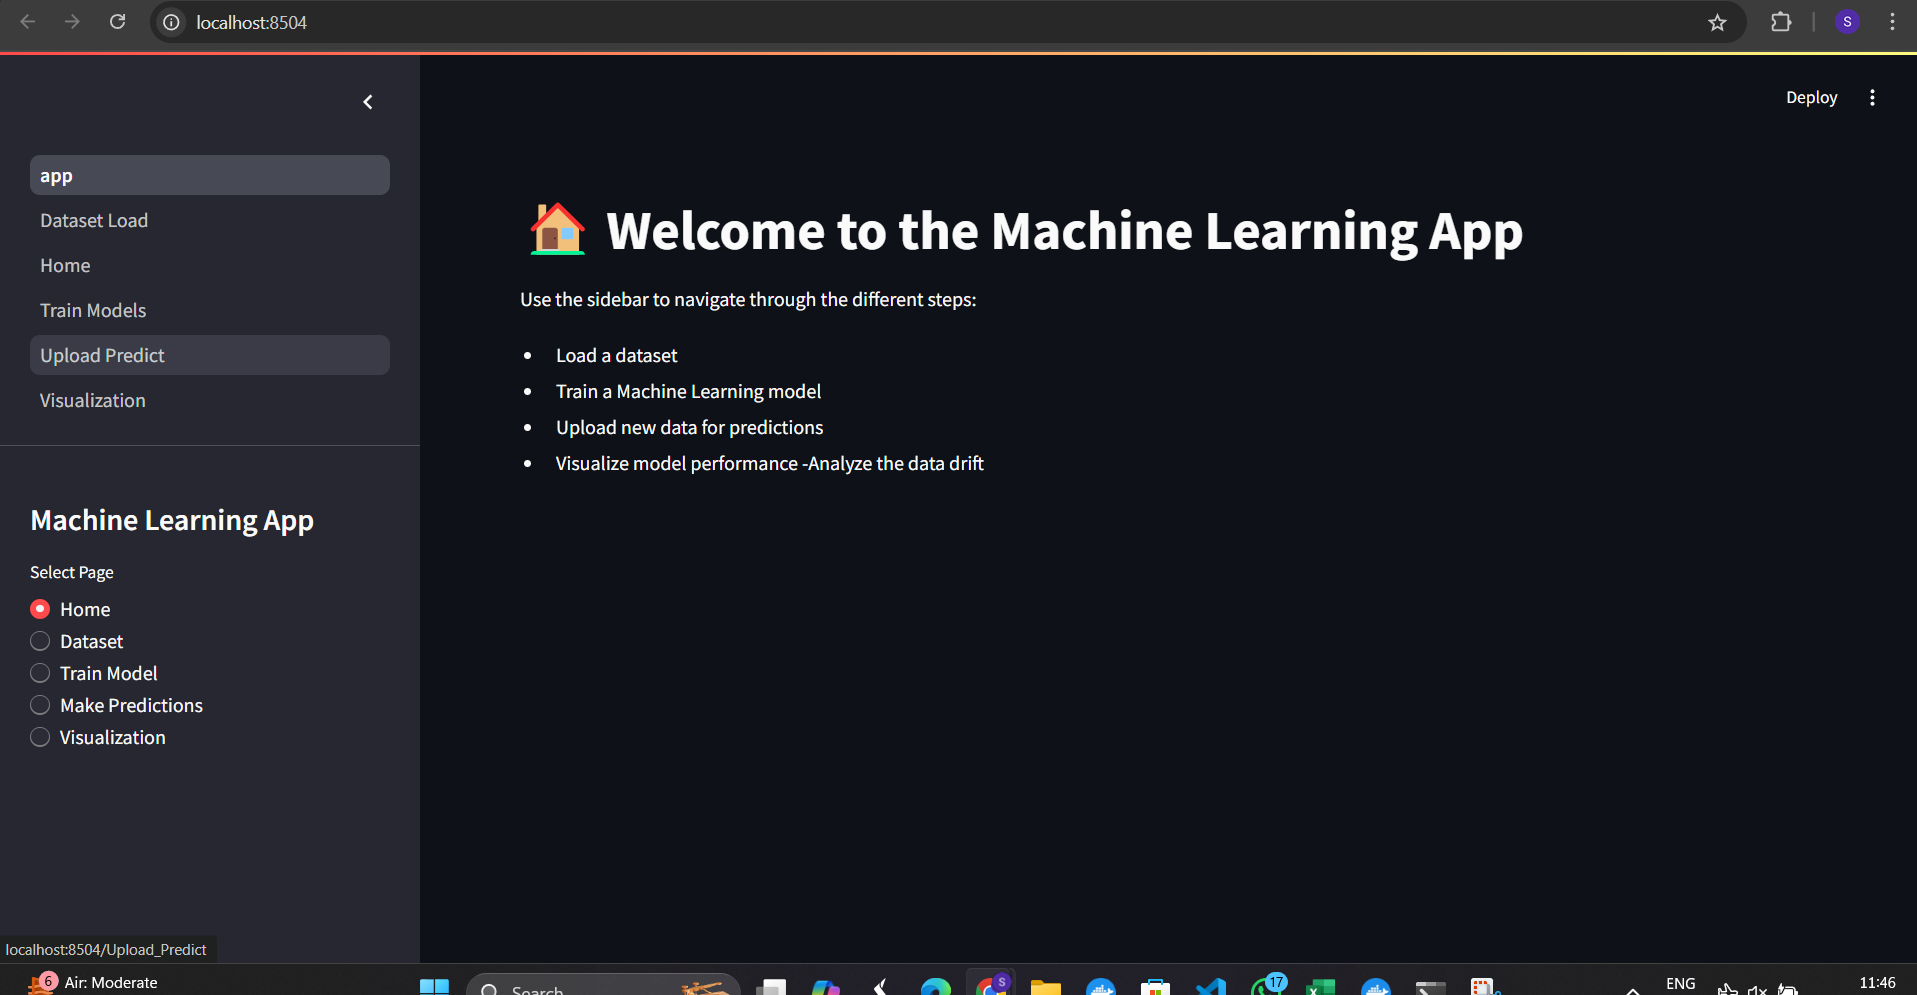 localhost:8504
S
Deploy
app
Dataset Load
Home
Train Models
Upload Predict
Visualization
Welcome to the Machine Learning App
Use the sidebar to navigate through the different steps:
Load a dataset
Train a Machine Learning model
Upload new data for predictions
Visualize model performance -Analyze the data drift
Machine Learning App
Select Page
Home
Dataset
Train Model
Make Predictions
Visualization
localhost:8504/Upload_Predict
6
Air: Moderate
Search
S
17
ENG
11:46